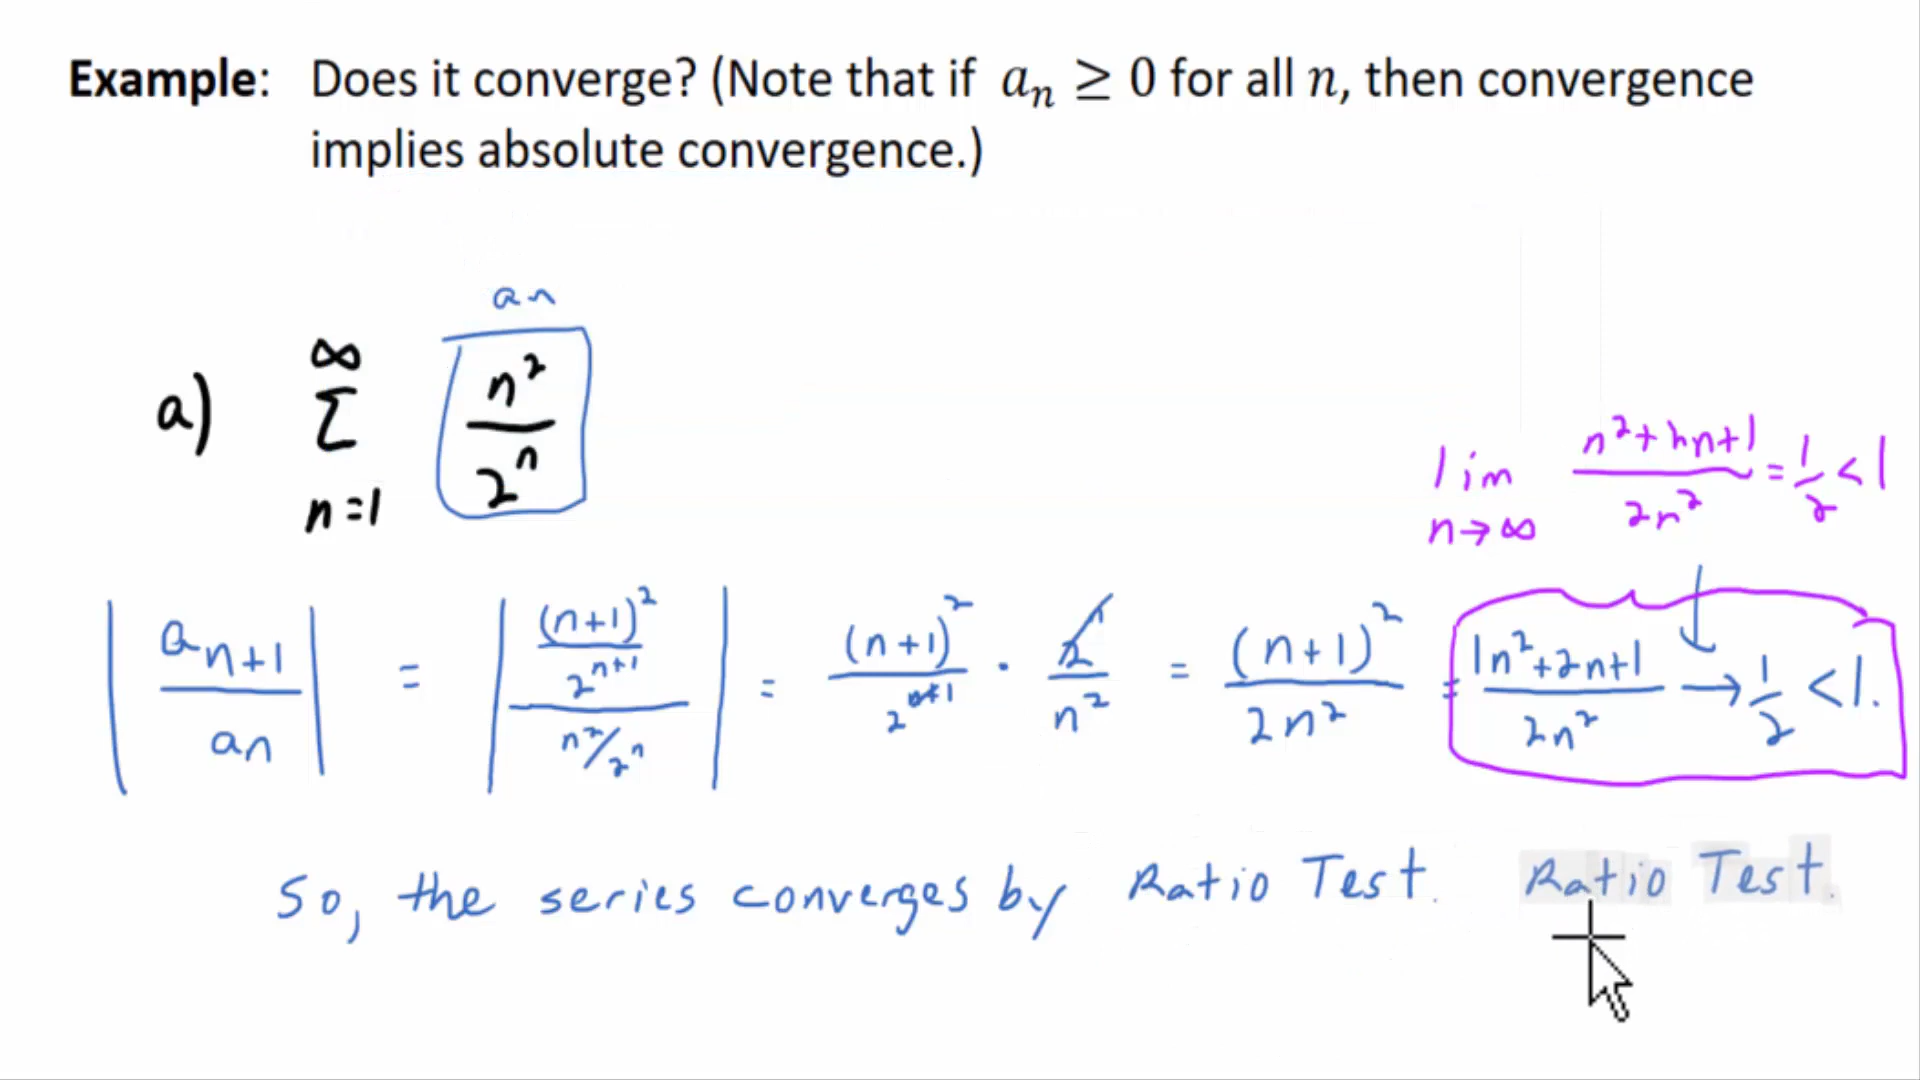 Example: Does it converge? (Note that if aₙ ≥ 0 for all n, then convergence
implies absolute convergence.)
an
a) ∞ Σ n=1 n²/2ⁿ
lim n→∞ (n²+2n+1)/(2n²) = 1/2 < 1
|aₙ₊₁/aₙ| = |((n+1)²/2ⁿ⁺¹)/(n²/2ⁿ)| = (n+1)²/2ⁿ⁺¹ · 2ⁿ/n² = (n+1)²/2n² = (1n²+2n+1)/2n² → 1/2 < 1.
So, the series converges by Ratio Test. Ratio Test.